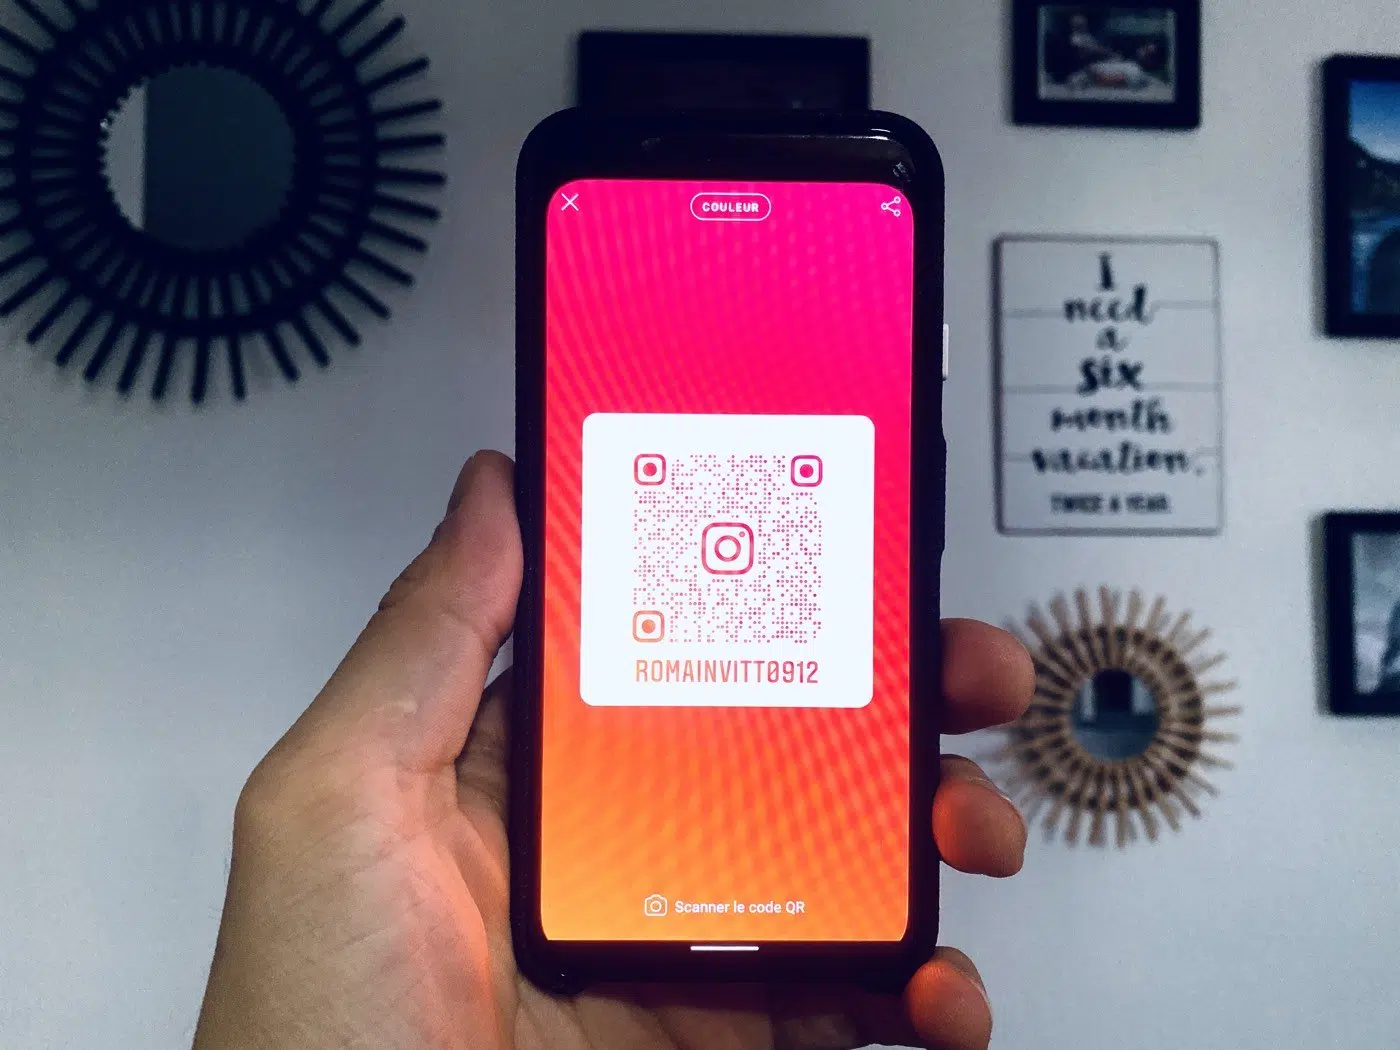 COULEUR
ROMAINVITT0912
Scanner le code QR
I
need
a
six
month
vacation.
TWICE A YEAR